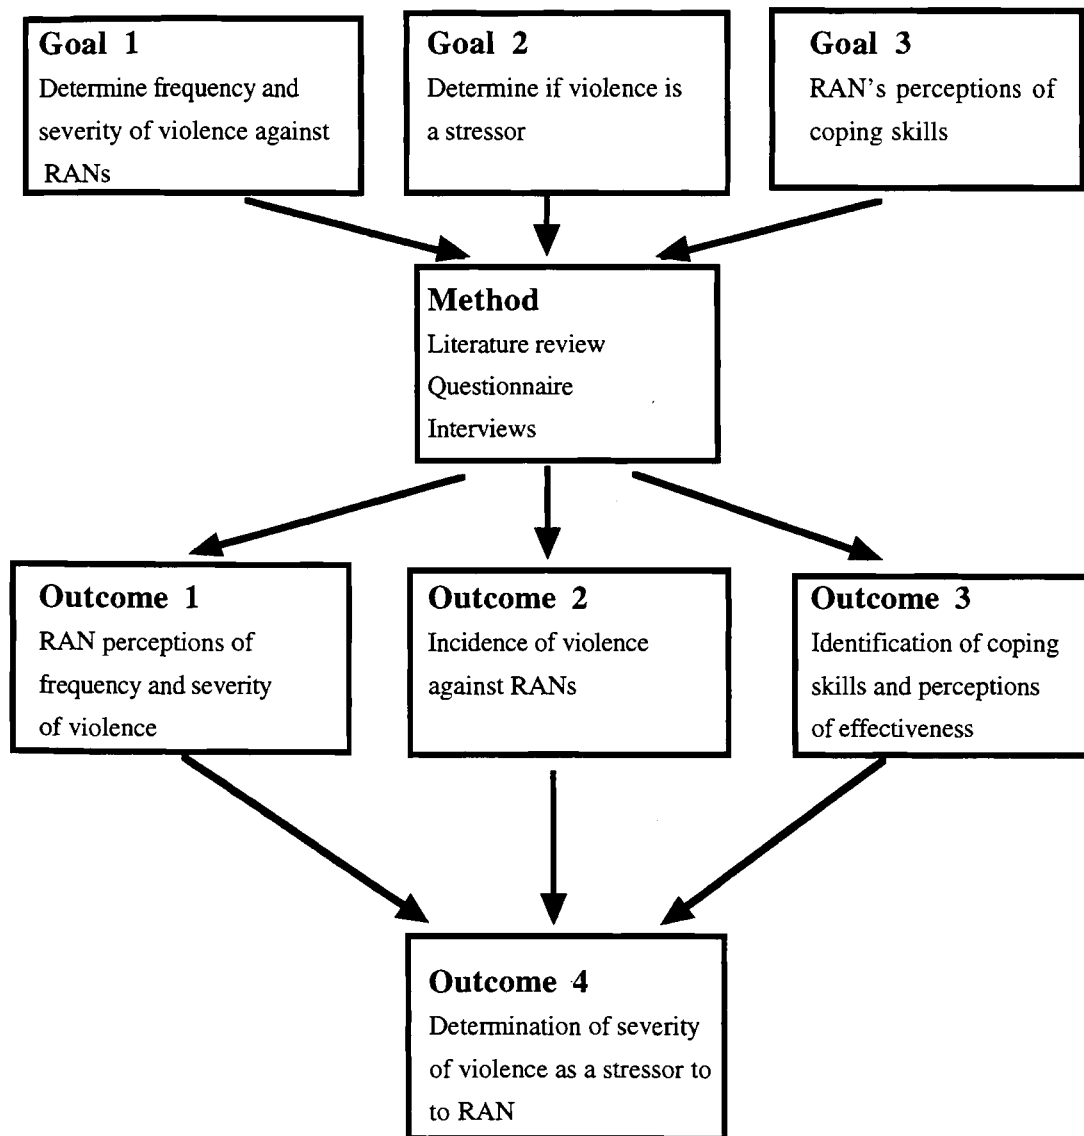 Goal 1
Determine frequency and
severity of violence against
RANs
Goal 2
Determine if violence is
a stressor
Goal 3
RAN's perceptions of
coping skills
Method
Literature review
Questionnaire
Interviews
Outcome 1
RAN perceptions of
frequency and severity
of violence
Outcome 2
Incidence of violence
against RANs
Outcome 3
Identification of coping
skills and perceptions
of effectiveness
Outcome 4
Determination of severity
of violence as a stressor to
to RAN